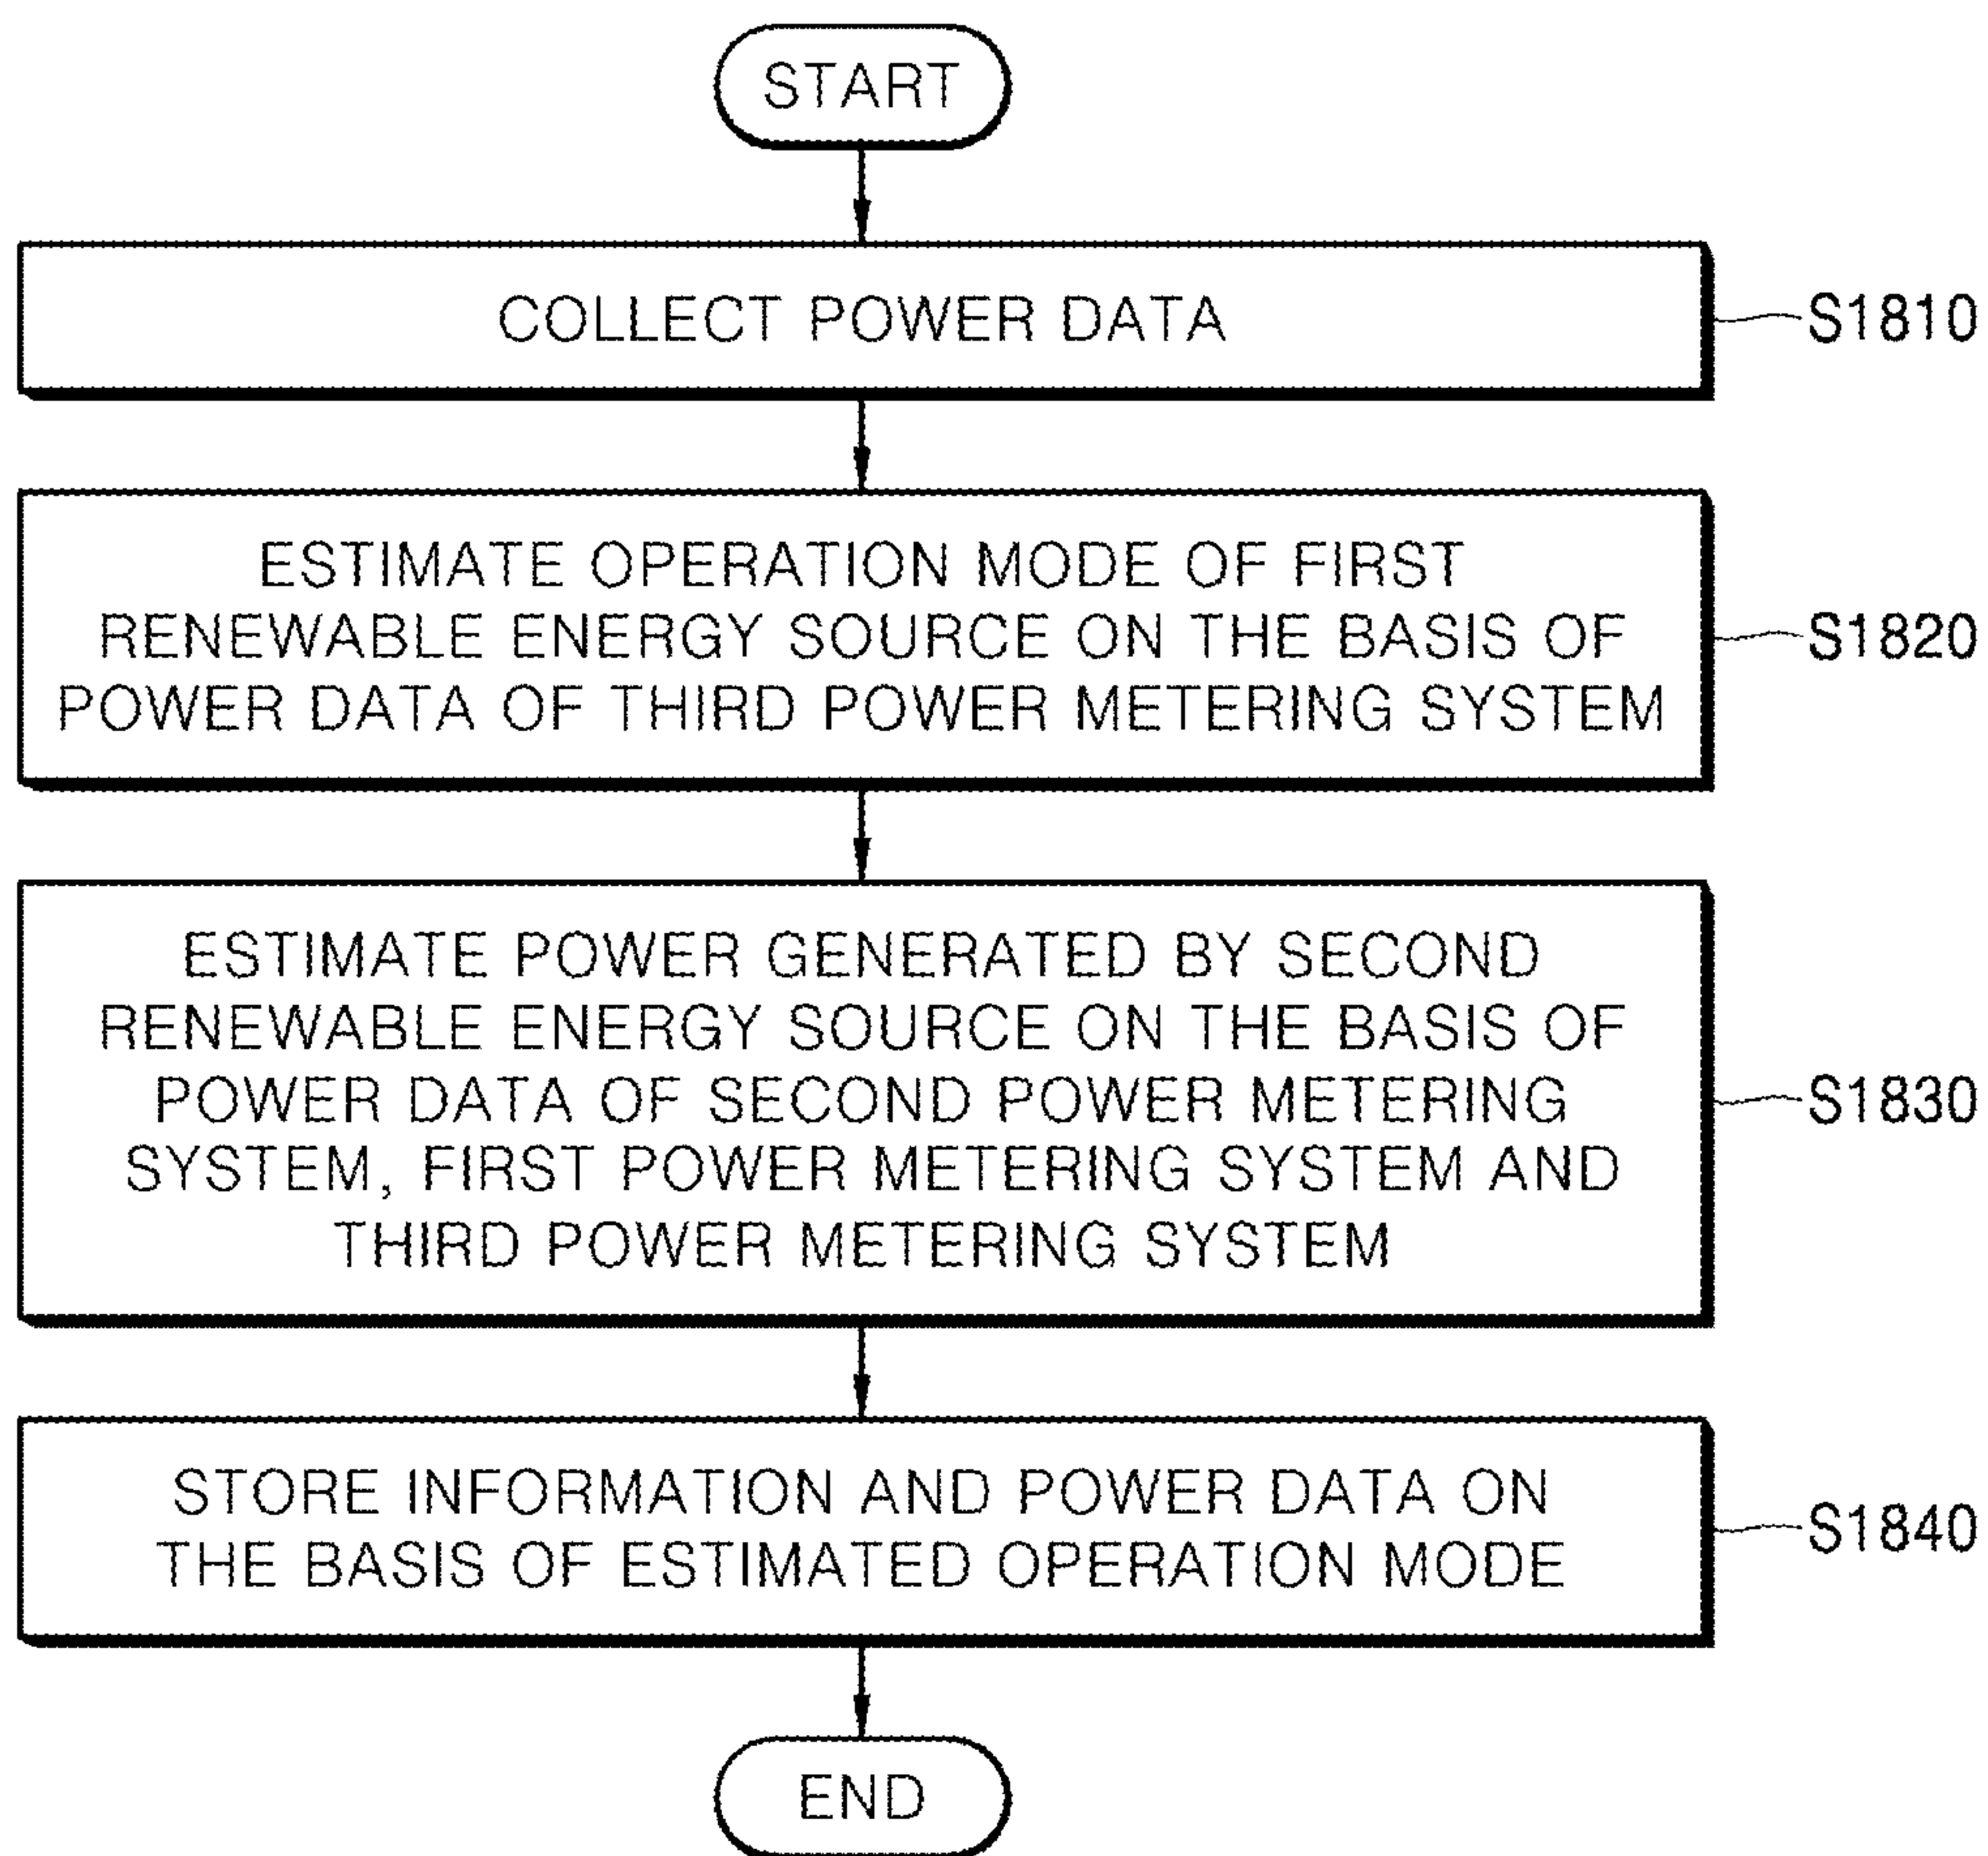 START
COLLECT POWER DATA
S1810
ESTIMATE OPERATION MODE OF FIRST
RENEWABLE ENERGY SOURCE ON THE BASIS OF
POWER DATA OF THIRD POWER METERING SYSTEM
S1820
ESTIMATE POWER GENERATED BY SECOND
RENEWABLE ENERGY SOURCE ON THE BASIS OF
POWER DATA OF SECOND POWER METERING
SYSTEM, FIRST POWER METERING SYSTEM AND
THIRD POWER METERING SYSTEM
S1830
STORE INFORMATION AND POWER DATA ON
THE BASIS OF ESTIMATED OPERATION MODE
S1840
END